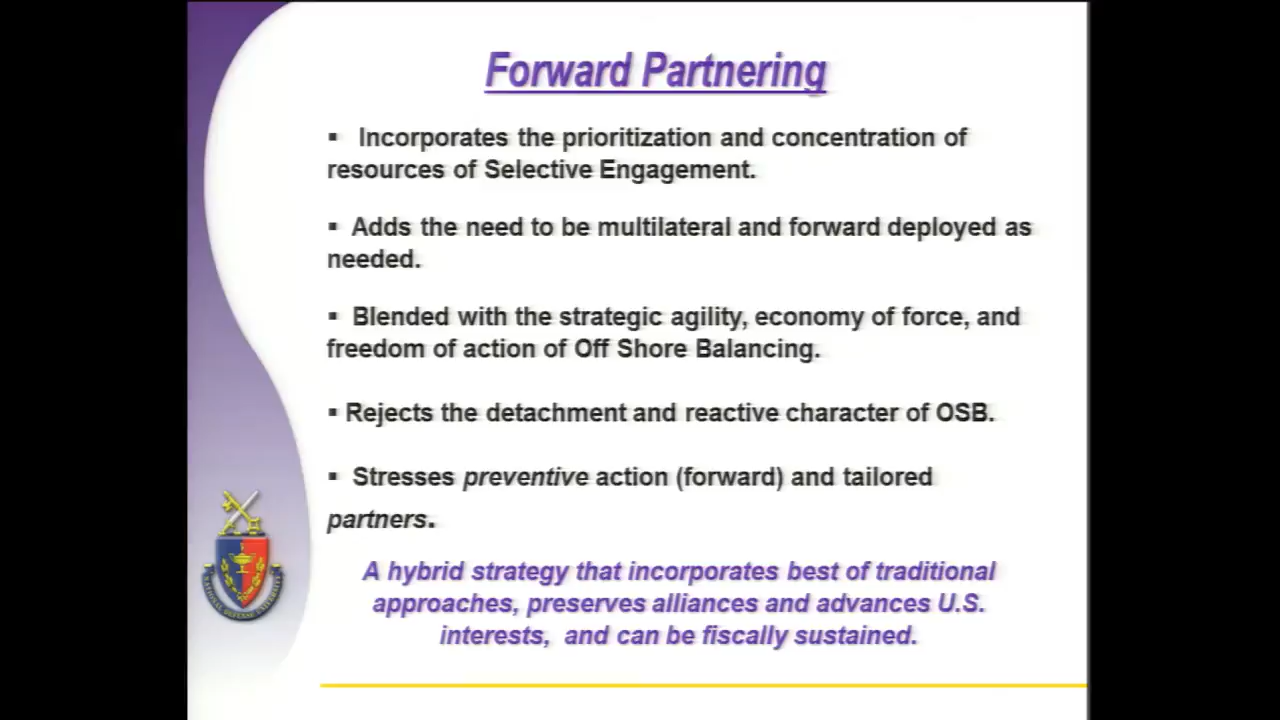 Forward Partnering
▪ Incorporates the prioritization and concentration of
resources of Selective Engagement.
▪ Adds the need to be multilateral and forward deployed as
needed.
▪ Blended with the strategic agility, economy of force, and
freedom of action of Off Shore Balancing.
▪ Rejects the detachment and reactive character of OSB.
▪ Stresses preventive action (forward) and tailored
partners.
A hybrid strategy that incorporates best of traditional
approaches, preserves alliances and advances U.S.
interests, and can be fiscally sustained.
NATIONAL DEFENSE UNIVERSITY